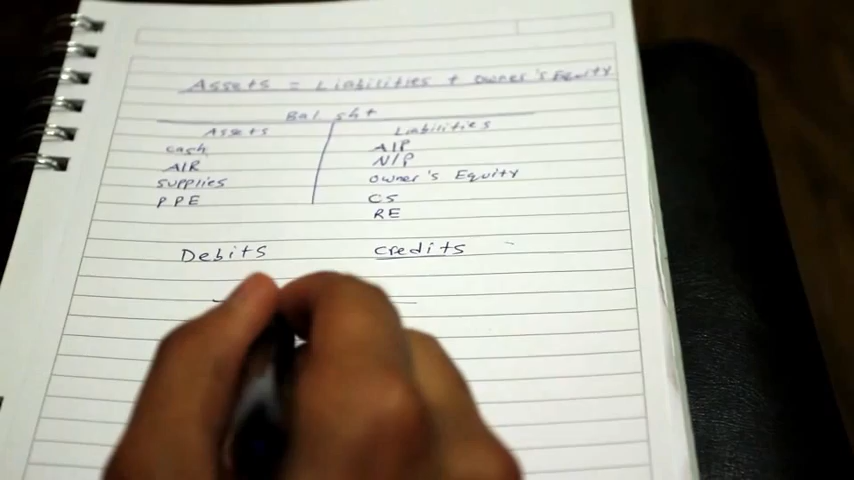 Assets = Liabilities + Owner's Equity
Bal sht
Assets Liabilities
Cash A/P
A/R N/P
Supplies Owner's Equity
PPE CS
RE
Debits Credits